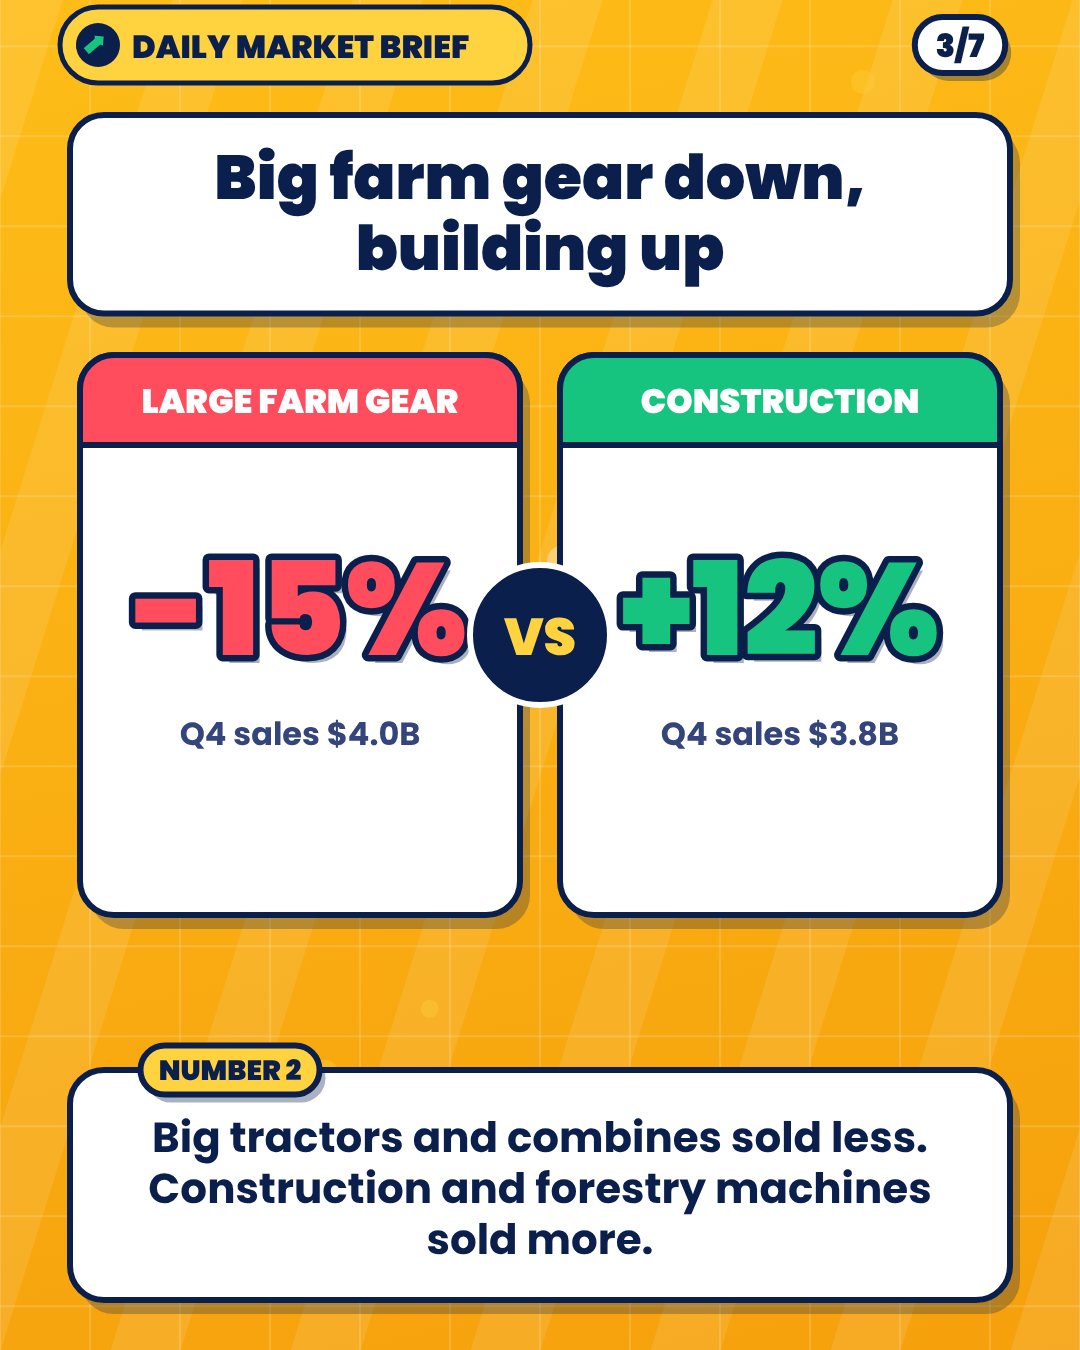 DAILY MARKET BRIEF
3/7
Big farm gear down,
building up
LARGE FARM GEAR
-15%
Q4 sales $4.0B
VS
CONSTRUCTION
+12%
Q4 sales $3.8B
NUMBER 2
Big tractors and combines sold less.
Construction and forestry machines
sold more.